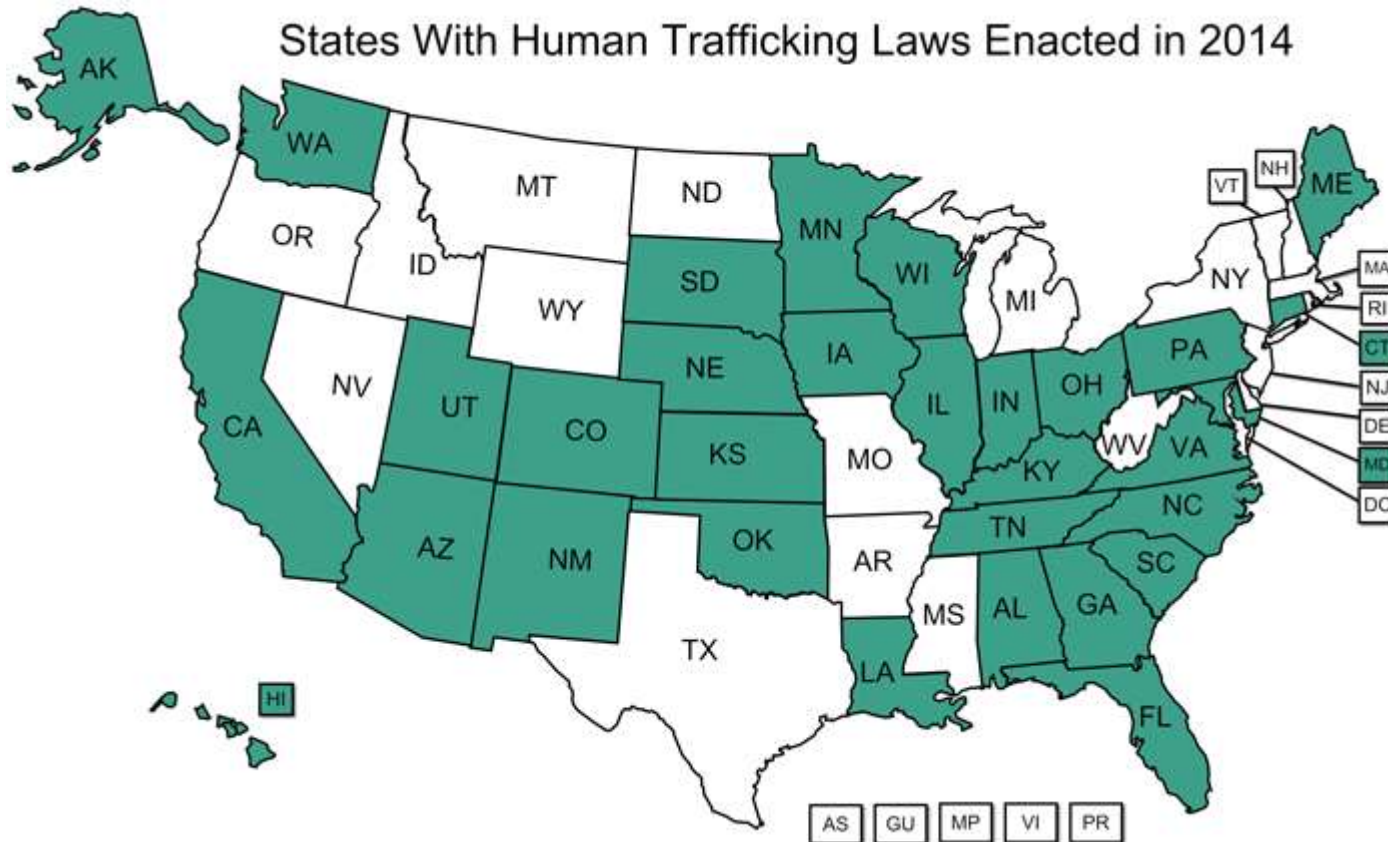 States With Human Trafficking Laws Enacted in 2014
AK
WA
MT
ND
MN
VT
NH
ME
OR
ID
SD
WI
MI
NY
MA
RI
WY
CT
NV
UT
CO
NE
IA
PA
NJ
CA
KS
MO
IL
IN
OH
DE
WV
VA
MD
KY
DC
AZ
NM
OK
AR
TN
NC
SC
TX
LA
MS
AL
GA
HI
FL
AS
GU
MP
VI
PR